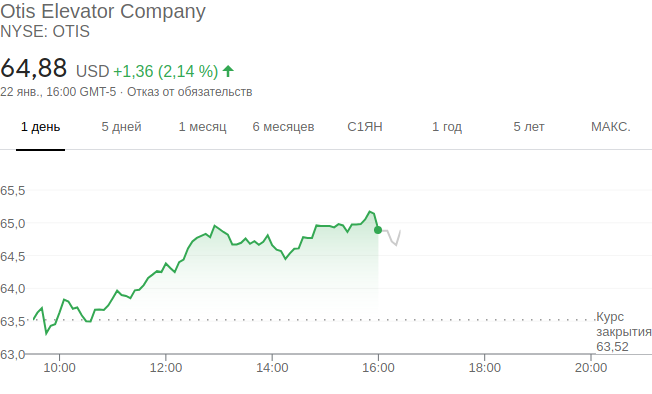 Otis Elevator Company
NYSE: OTIS
64,88 USD +1,36 (2,14 %)
22 янв., 16:00 GMT-5 · Отказ от обязательств
1 день 5 дней 1 месяц 6 месяцев С1ЯН 1 год 5 лет МАКС.
65,5
65,0
64,5
64,0
63,5
63,0
Курс
закрытия
63,52
10:00 12:00 14:00 16:00 18:00 20:00